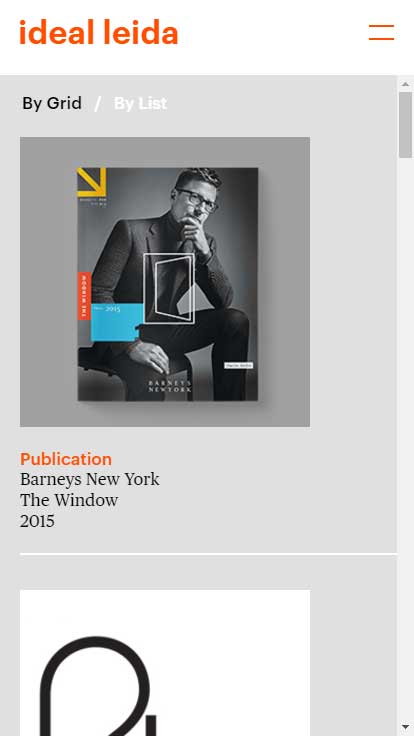 ideal leida
By Grid / By List
THE WINDOW
2015
BARNEYS
NEWYORK
Publication
Barneys New York
The Window
2015